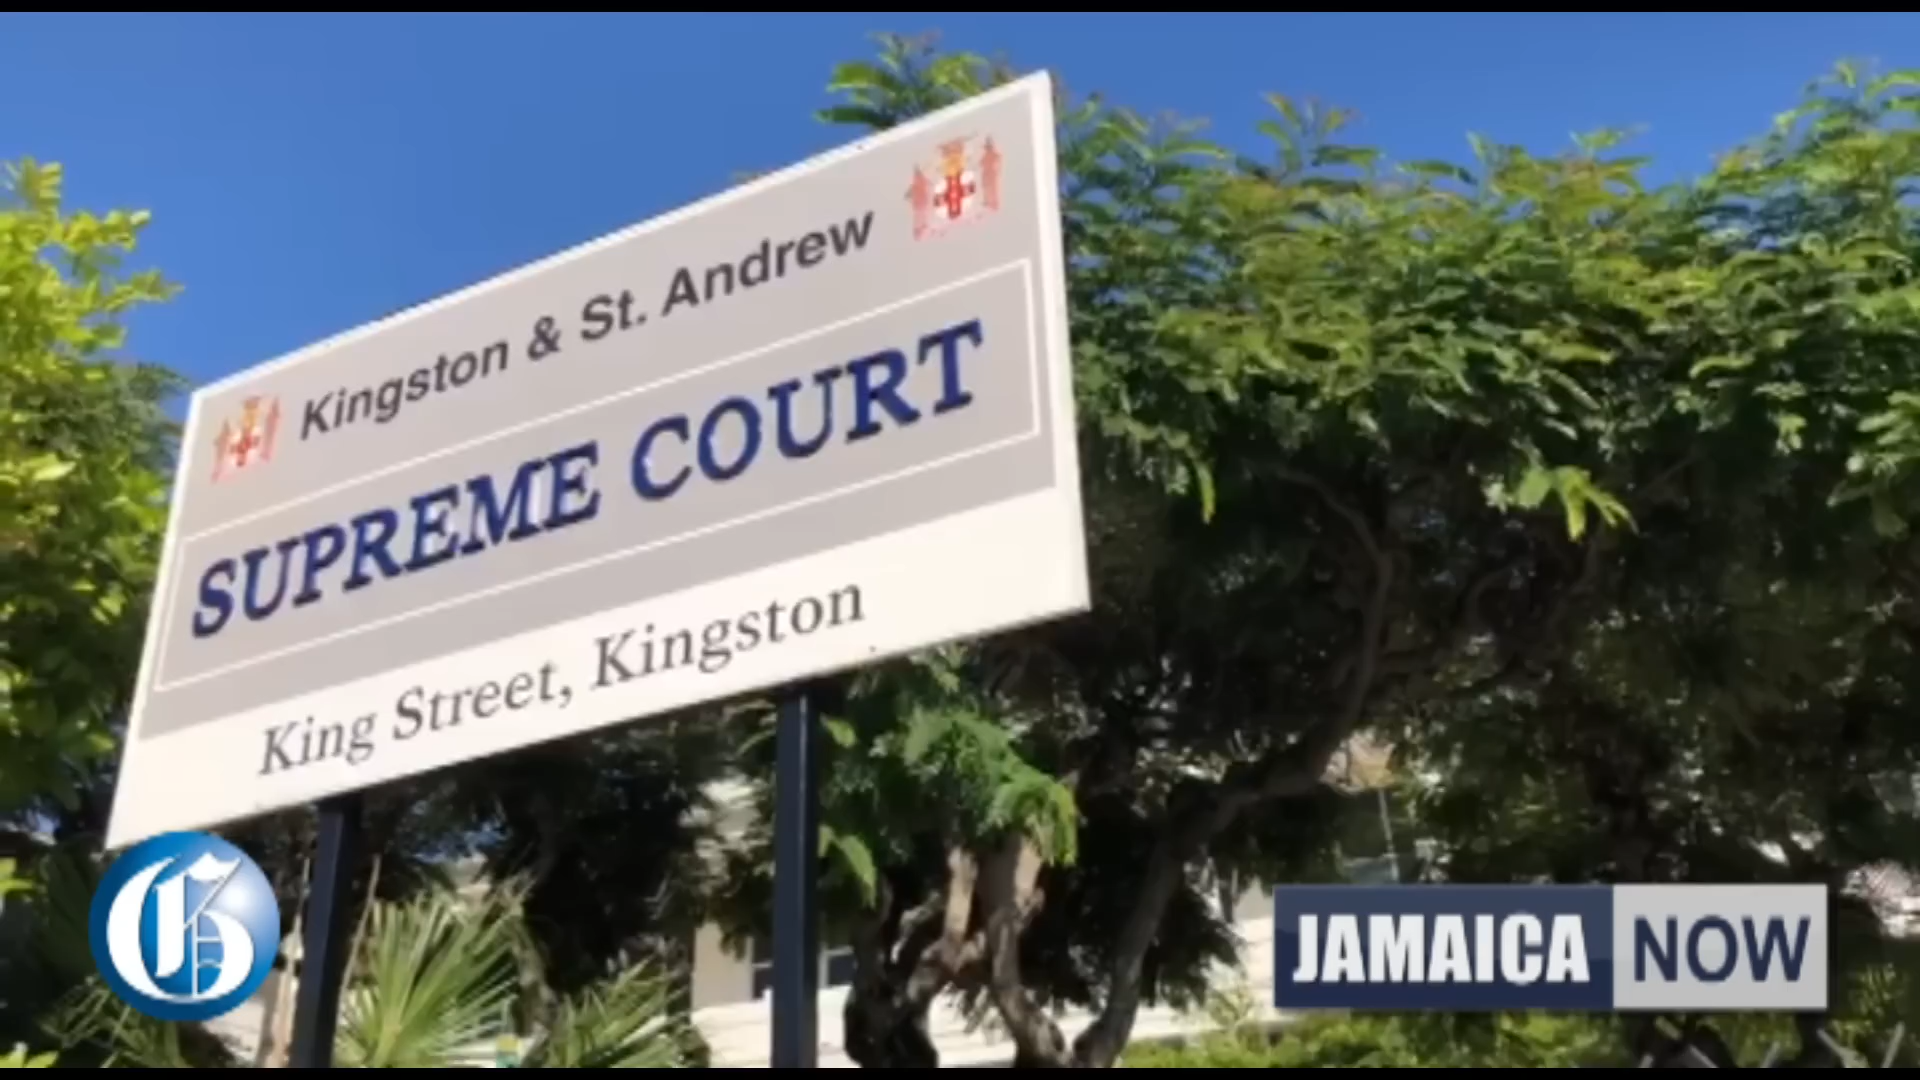 Kingston & St. Andrew
SUPREME COURT
King Street, Kingston
G
JAMAICA NOW